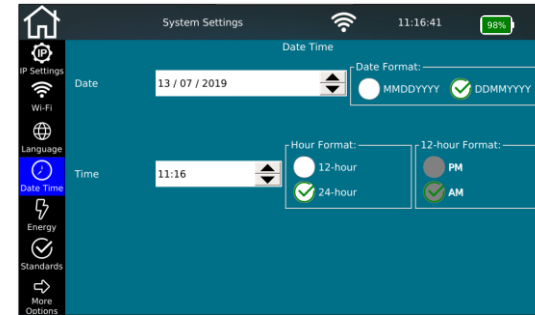 System Settings
11:16:41
98%
Date Time
IP
IP Settings
Wi-Fi
Language
Date Time
Energy
Standards
More
Options
Date
13 / 07 / 2019
Date Format:
MMDDYYYY
DDMMYYYY
Time
11:16
Hour Format:
12-hour
24-hour
12-hour Format:
PM
AM